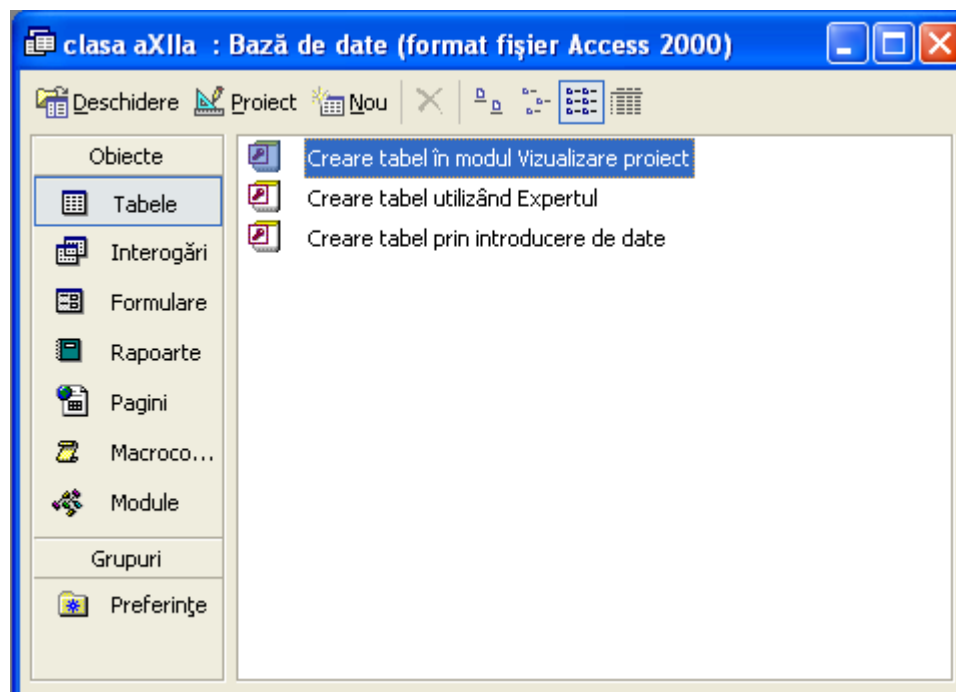 clasa aXIIa : Bază de date (format fişier Access 2000)
Deschidere Proiect Nou
Obiecte
Tabele
Interogări
Formulare
Rapoarte
Pagini
Macroco...
Module
Grupuri
Preferinţe
Creare tabel în modul Vizualizare proiect
Creare tabel utilizând Expertul
Creare tabel prin introducere de date